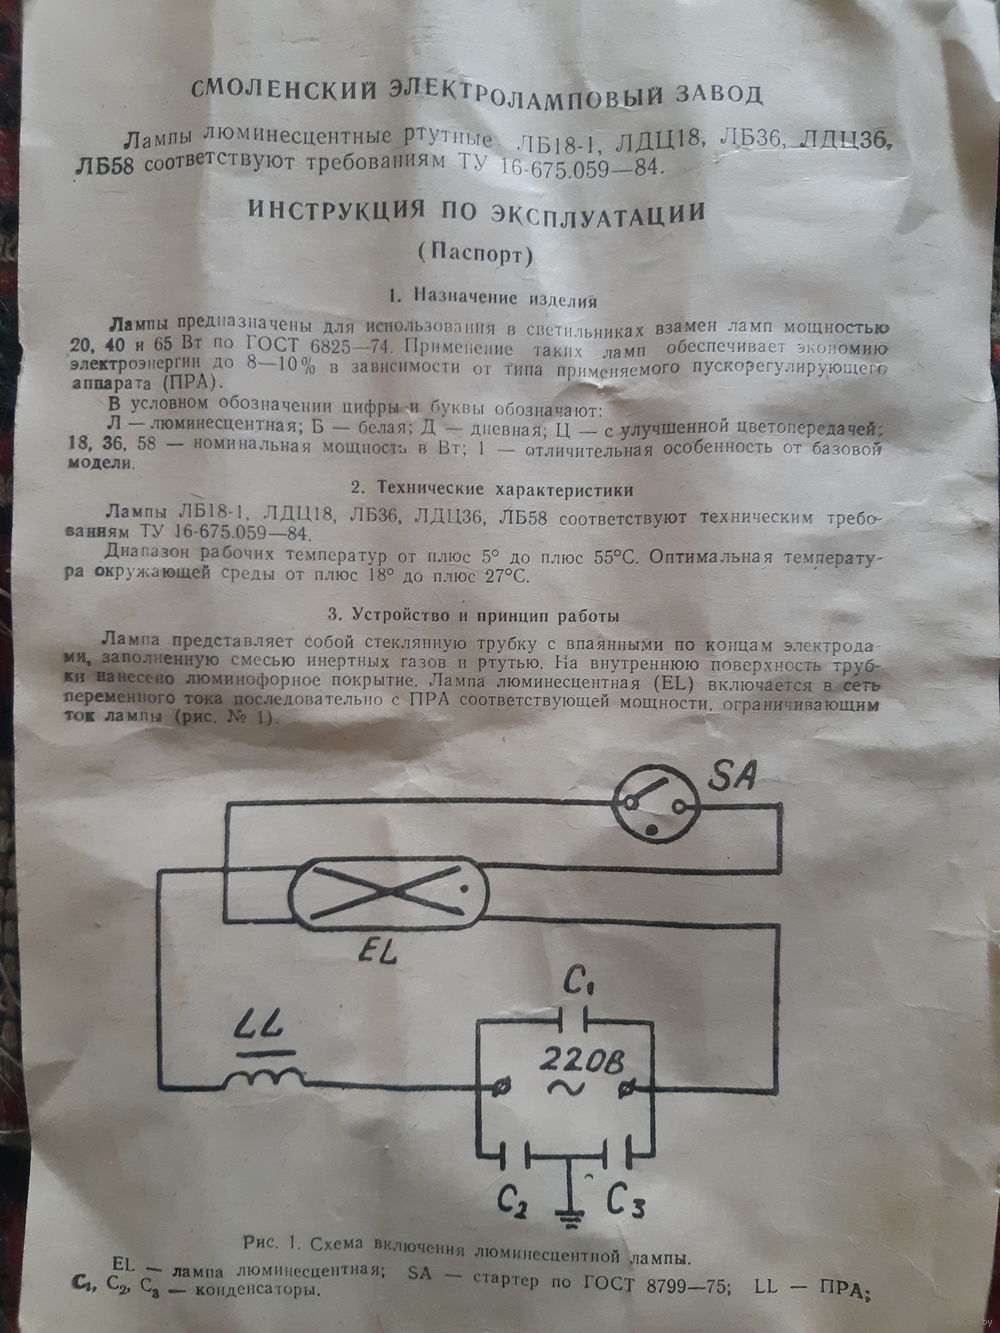 СМОЛЕНСКИЙ ЭЛЕКТРОЛАМПОВЫЙ ЗАВОД
Лампы люминесцентные ртутные ЛБ18-1, ЛДЦ18, ЛБ36, ЛДЦ36,
ЛБ58 соответствуют требованиям ТУ 16-675.059—84.
ИНСТРУКЦИЯ ПО ЭКСПЛУАТАЦИИ
(Паспорт)
1. Назначение изделия
Лампы предназначены для использования в светильниках взамен ламп мощностью
20, 40 и 65 Вт по ГОСТ 6825—74. Применение таких ламп обеспечивает экономию
электроэнергии до 8—10% в зависимости от типа применяемого пускорегулирующего
аппарата (ПРА).
В условном обозначении цифры и буквы обозначают:
Л — люминесцентная; Б — белая; Д — дневная; Ц — с улучшенной цветопередачей;
18, 36, 58 — номинальная мощность в Вт; 1 — отличительная особенность от базовой
модели.
2. Технические характеристики
Лампы ЛБ18-1, ЛДЦ18, ЛБ36, ЛДЦ36, ЛБ58 соответствуют техническим требо-
ваниям ТУ 16-675.059—84.
Диапазон рабочих температур от плюс 5° до плюс 55°С. Оптимальная температу-
ра окружающей среды от плюс 18° до плюс 27°С.
3. Устройство и принцип работы
Лампа представляет собой стеклянную трубку с впаянными по концам электрода-
ми, заполненную смесью инертных газов и ртутью. На внутреннюю поверхность труб-
ки нанесено люминофорное покрытие. Лампа люминесцентная (EL) включается в сеть
переменного тока последовательно с ПРА соответствующей мощности, ограничивающим
ток лампы (рис. № 1).
SA
EL
C1
LL
220В
~
C2
C3
Рис. 1. Схема включения люминесцентной лампы.
EL — лампа люминесцентная; SA — стартер по ГОСТ 8799—75; LL — ПРА;
C1, C2, C3 — конденсаторы.